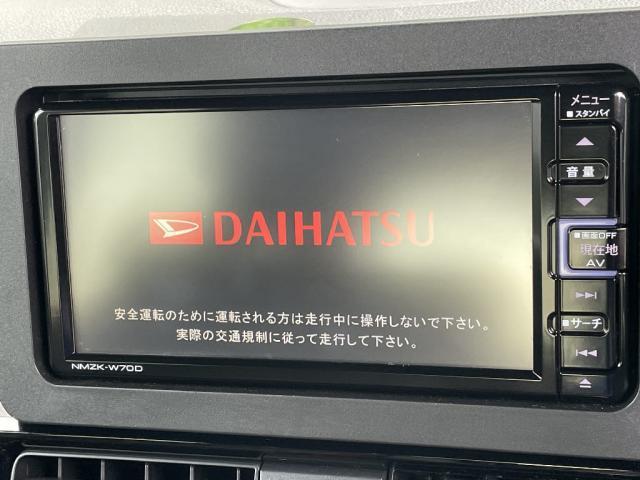 メニュー
■スタンバイ
音量
DAIHATSU
■画面OFF
現在地
AV
安全運転のために運転される方は走行中に操作しないで下さい。
実際の交通規制に従って走行して下さい。
■サーチ
NMZK-W70D